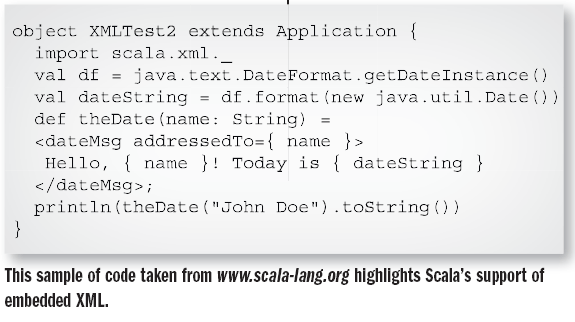 object XMLTest2 extends Application {
import scala.xml._
val df = java.text.DateFormat.getDateInstance()
val dateString = df.format(new java.util.Date())
def theDate(name: String) =
<dateMsg addressedTo={ name }>
Hello, { name }! Today is { dateString }
</dateMsg>;
println(theDate("John Doe").toString())
}
This sample of code taken from www.scala-lang.org highlights Scala's support of
embedded XML.